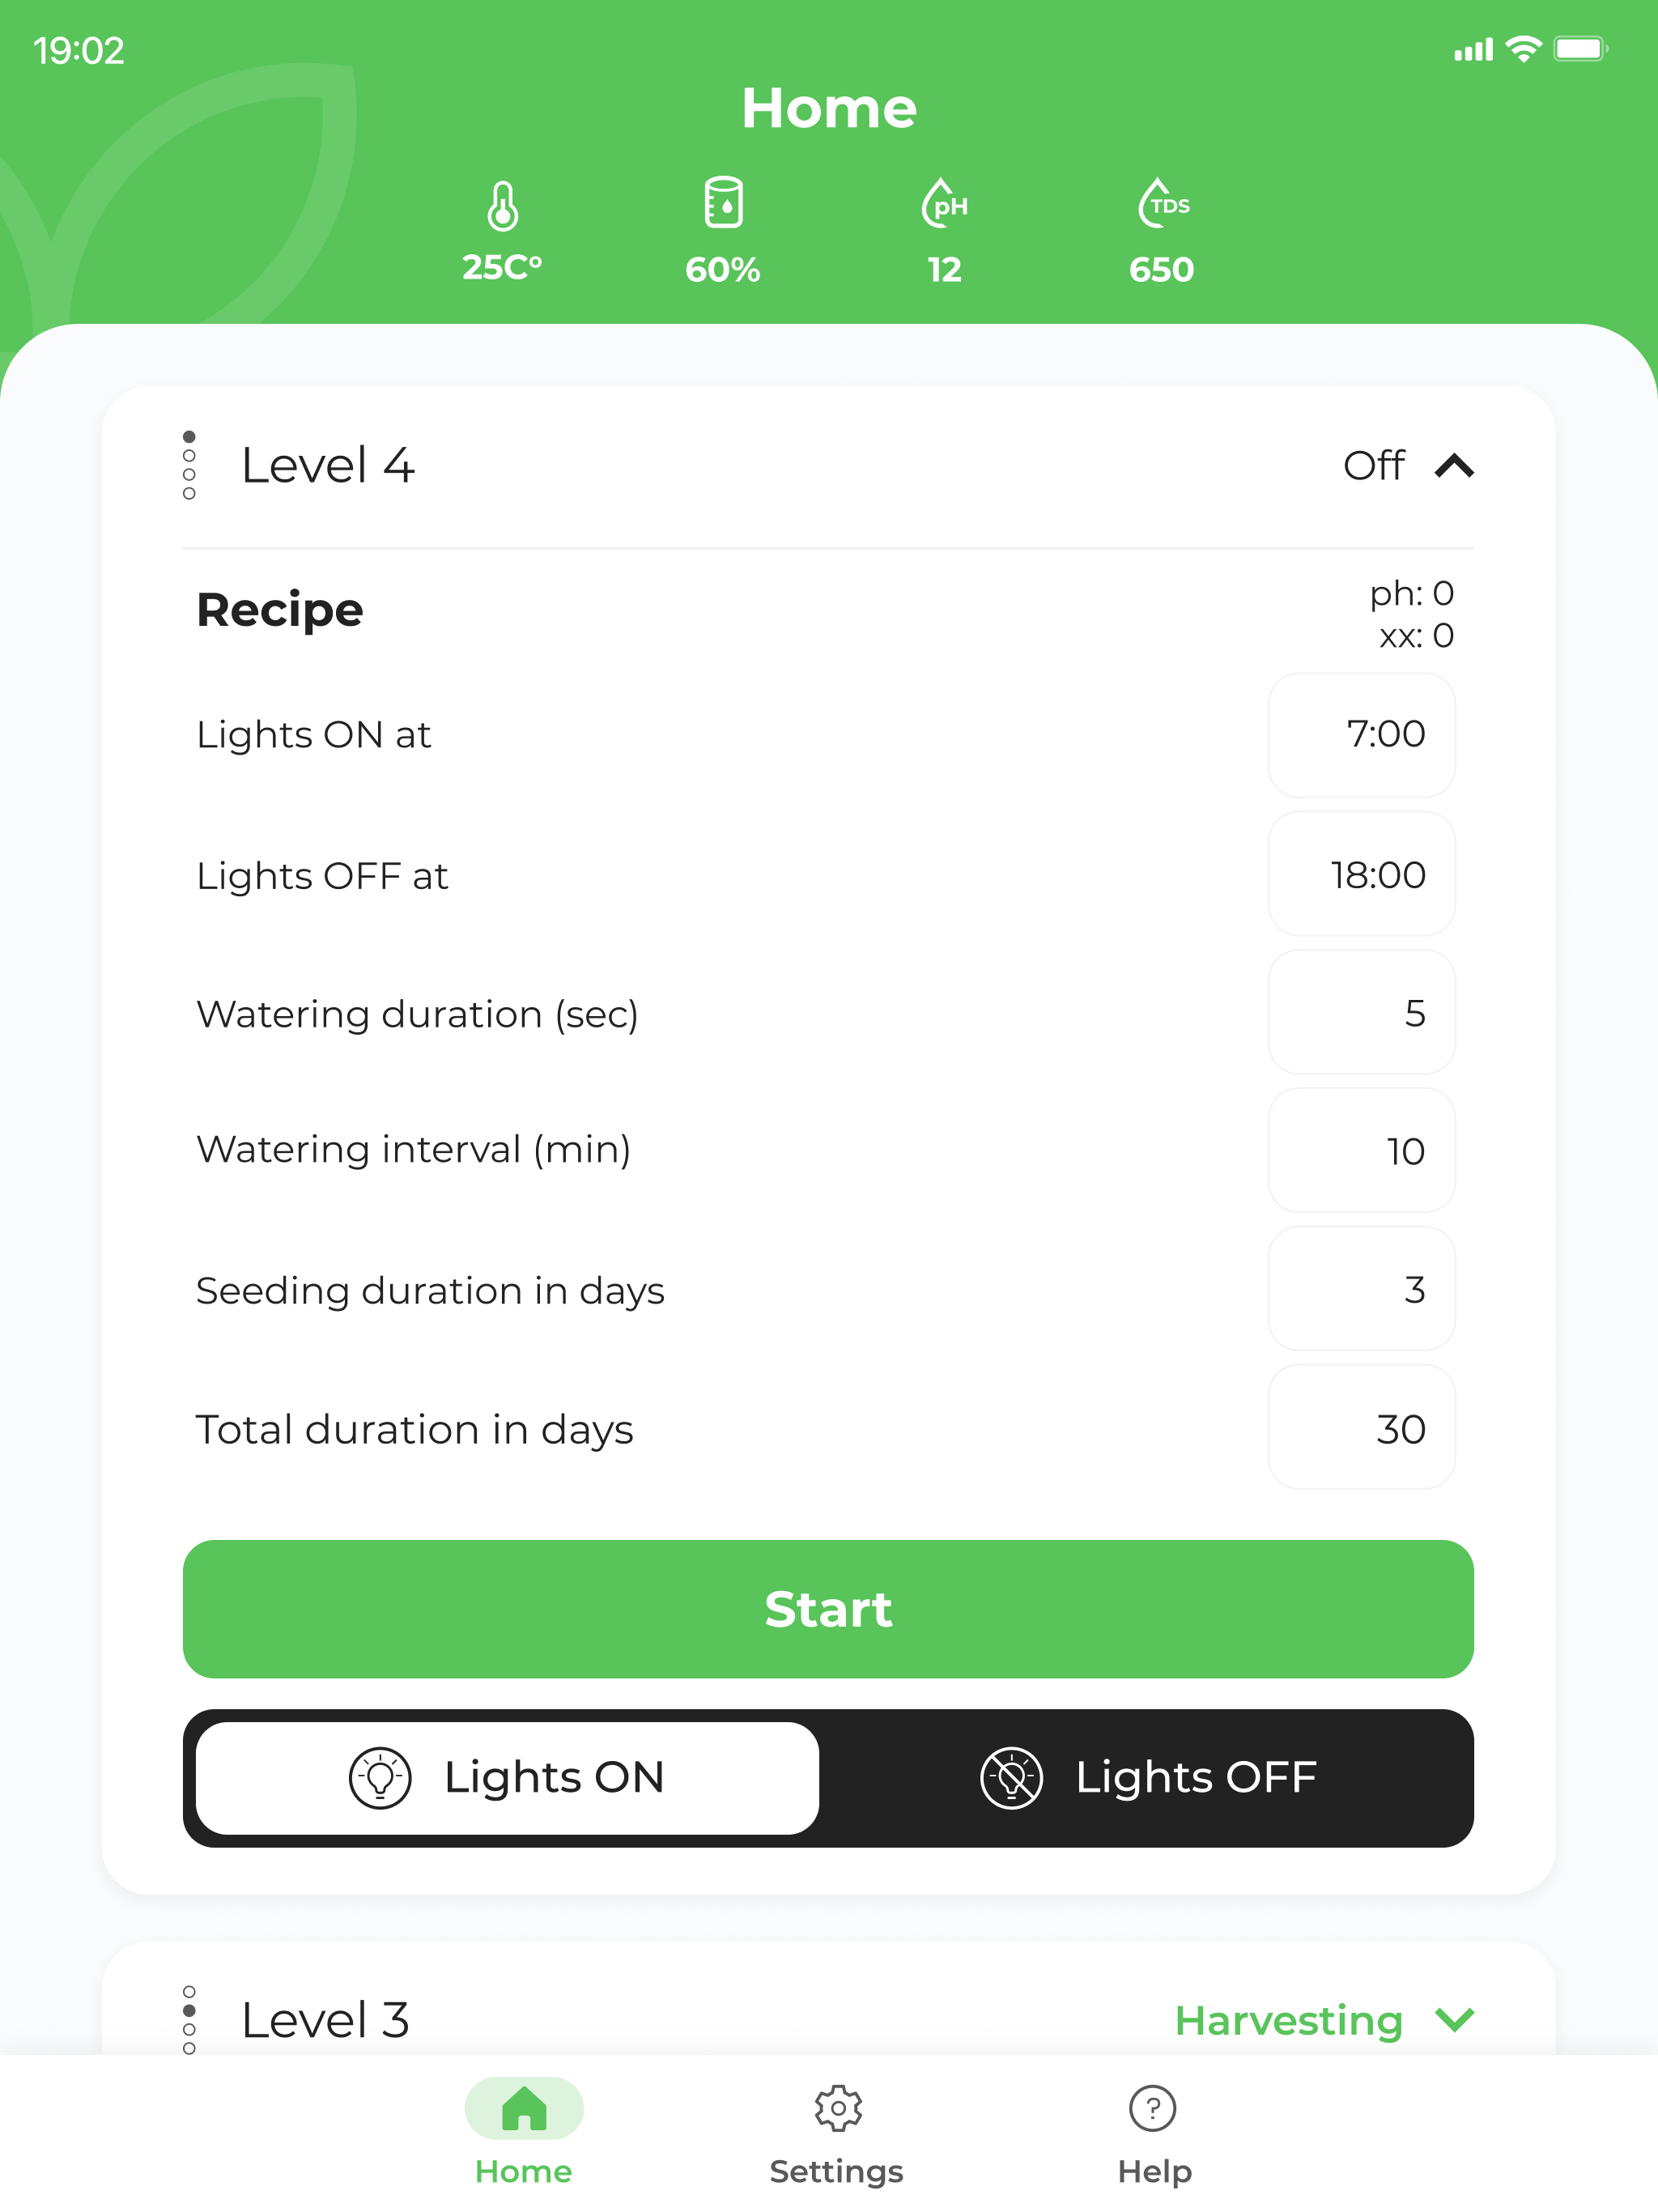 19:02
Home
pH
TDS
25C°
60%
12
650
Level 4
Off
Recipe
ph: 0
xx: 0
Lights ON at
7:00
Lights OFF at
18:00
Watering duration (sec)
5
Watering interval (min)
10
Seeding duration in days
3
Total duration in days
30
Start
Lights ON
Lights OFF
Level 3
Harvesting
?
Home
Settings
Help